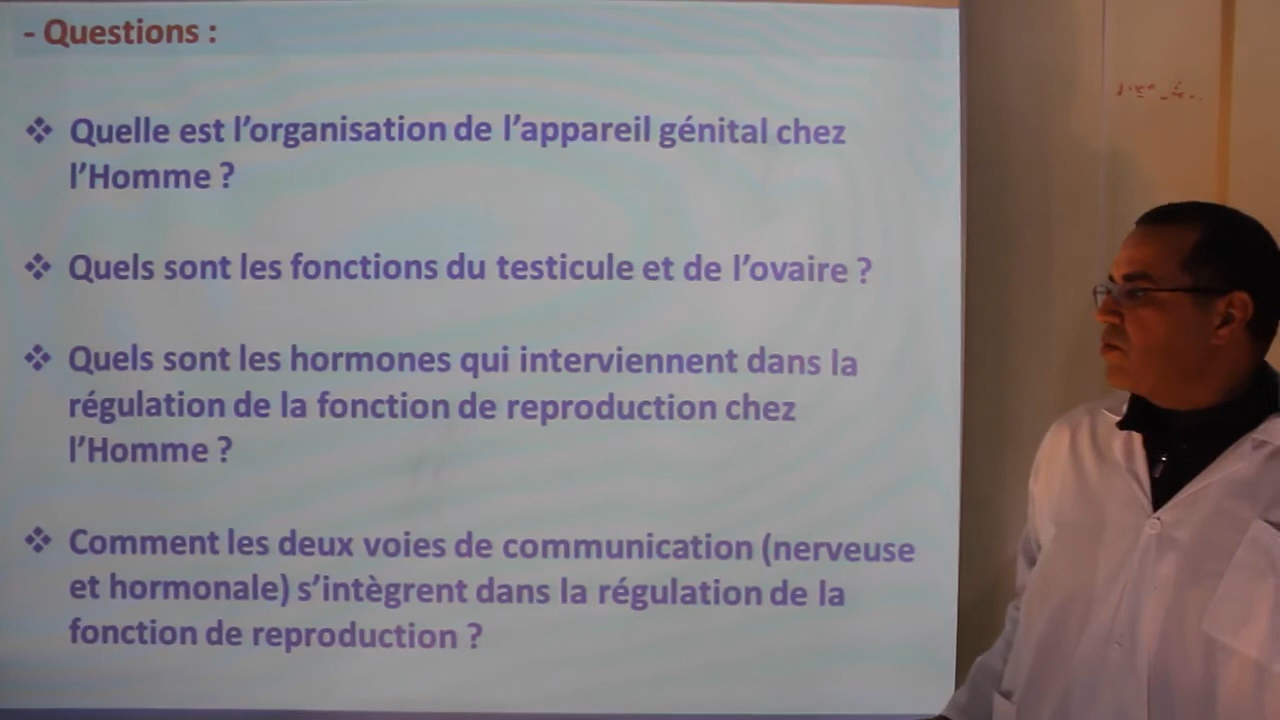 - Questions :
❖ Quelle est l’organisation de l’appareil génital chez
l’Homme ?
❖ Quels sont les fonctions du testicule et de l’ovaire ?
❖ Quels sont les hormones qui interviennent dans la
régulation de la fonction de reproduction chez
l’Homme ?
❖ Comment les deux voies de communication (nerveuse
et hormonale) s’intègrent dans la régulation de la
fonction de reproduction ?